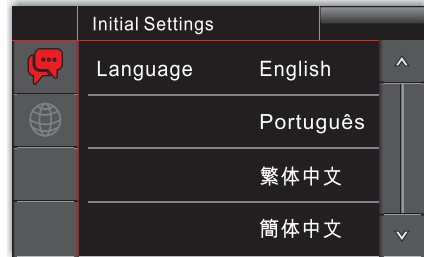 Initial Settings
Language English
Português
繁体中文
簡体中文